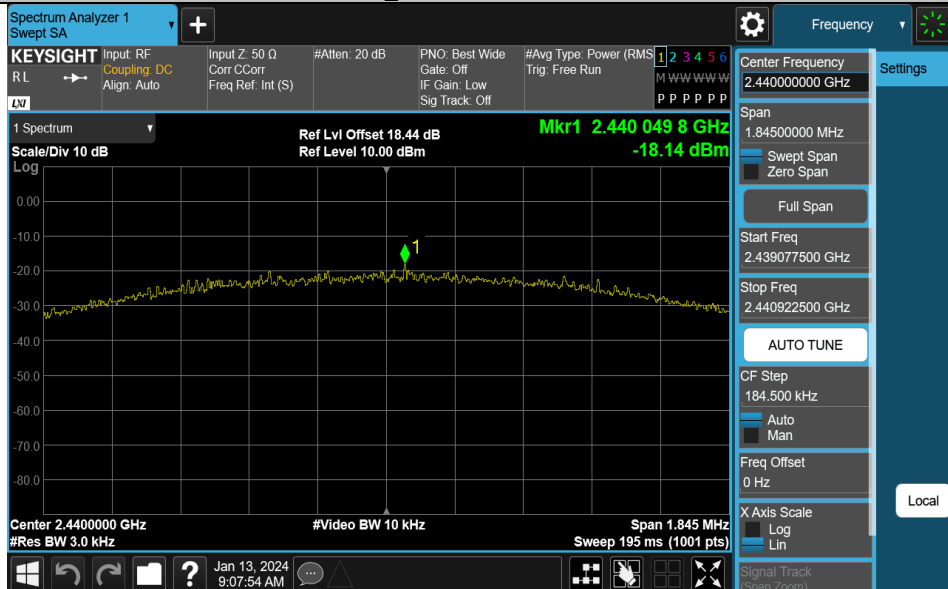 Spectrum Analyzer 1
Swept SA
+
Frequency
KEYSIGHT
RL
LXI
Input: RF
Coupling: DC
Align: Auto
Input Z: 50 Ω
Corr CCorr
Freq Ref: Int (S)
#Atten: 20 dB
PNO: Best Wide
Gate: Off
IF Gain: Low
Sig Track: Off
#Avg Type: Power (RMS
Trig: Free Run
1 2 3 4 5 6
M W W W W W
P P P P P P
1 Spectrum
Scale/Div 10 dB
Log
Ref Lvl Offset 18.44 dB
Ref Level 10.00 dBm
Mkr1 2.440 049 8 GHz
-18.14 dBm
0.00
-10.0
-20.0
-30.0
-40.0
-50.0
-60.0
-70.0
-80.0
1
Center 2.4400000 GHz
#Res BW 3.0 kHz
#Video BW 10 kHz
Span 1.845 MHz
Sweep 195 ms (1001 pts)
Center Frequency
2.440000000 GHz
Span
1.84500000 MHz
Swept Span
Zero Span
Full Span
Start Freq
2.439077500 GHz
Stop Freq
2.440922500 GHz
AUTO TUNE
CF Step
184.500 kHz
Auto
Man
Freq Offset
0 Hz
X Axis Scale
Log
Lin
Signal Track
(Span Zoom)
Settings
Local
?
Jan 13, 2024
9:07:54 AM